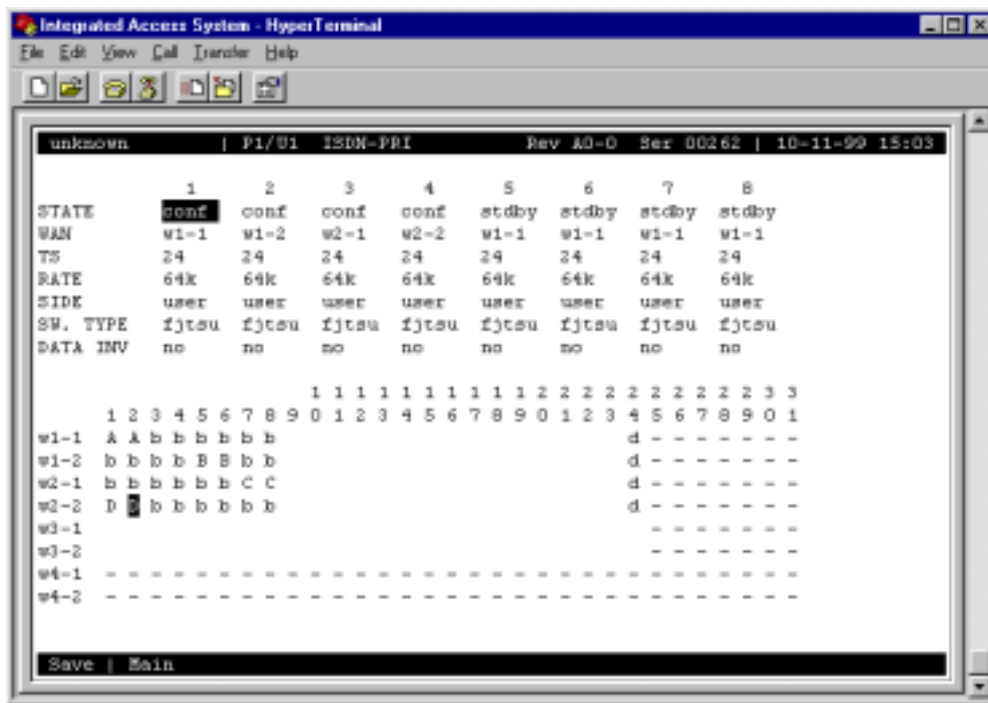 Integrated Access System - HyperTerminal
File Edit View Call Transfer Help
unknown | P1/U1 ISDN-PRI Rev A0-0 Ser 00262 | 10-11-99 15:03
1 2 3 4 5 6 7 8
STATE conf conf conf conf stdby stdby stdby stdby
WAN w1-1 w1-2 w2-1 w2-2 w1-1 w1-1 w1-1 w1-1
TS 24 24 24 24 24 24 24 24
RATE 64k 64k 64k 64k 64k 64k 64k 64k
SIDE user user user user user user user user
SW. TYPE fjtsu fjtsu fjtsu fjtsu fjtsu fjtsu fjtsu fjtsu
DATA INV no no no no no no no no
1 1 1 1 1 1 1 1 1 1 2 2 2 2 2 2 2 2 2 2 3 3
1 2 3 4 5 6 7 8 9 0 1 2 3 4 5 6 7 8 9 0 1 2 3 4 5 6 7 8 9 0 1
w1-1 A A b b b b b b d - - - - - - -
w1-2 b b b b B B b b d - - - - - - -
w2-1 b b b b b b C C d - - - - - - -
w2-2 D D b b b b b b d - - - - - - -
w3-1 - - - - - - -
w3-2 - - - - - - -
w4-1 - - - - - - - - - - - - - - - - - - - - - - - - - - - - - - -
w4-2 - - - - - - - - - - - - - - - - - - - - - - - - - - - - - - -
Save | Main